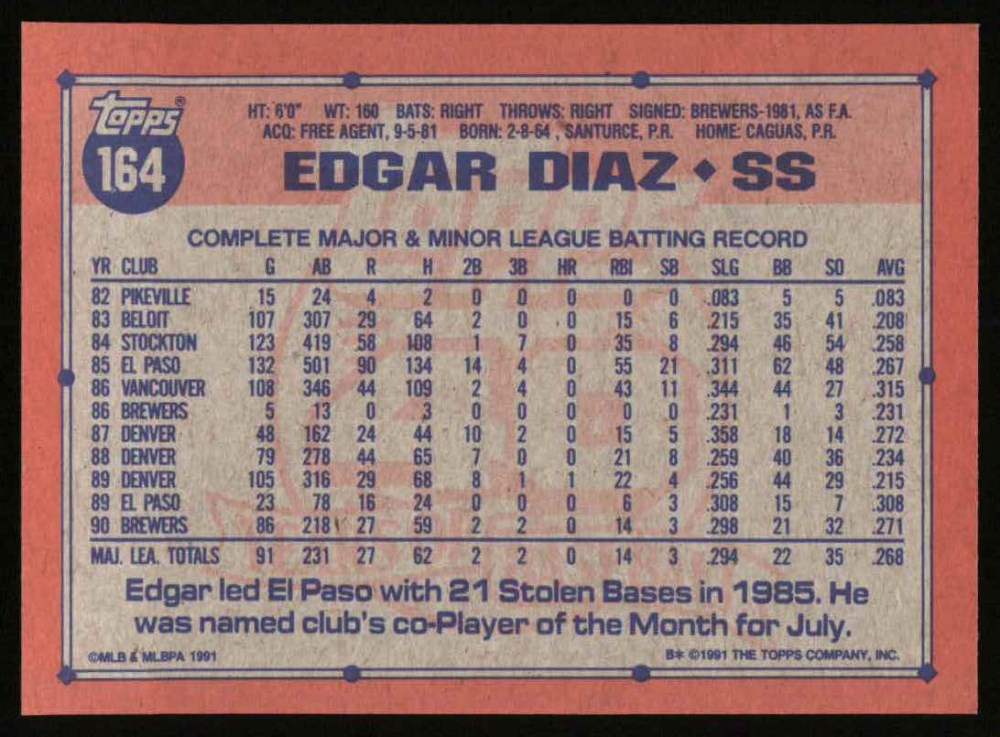 Topps®
164
HT: 6'0" WT: 160 BATS: RIGHT THROWS: RIGHT SIGNED: BREWERS-1981, AS F.A.
ACQ: FREE AGENT, 9-5-81 BORN: 2-8-64 , SANTURCE, P.R. HOME: CAGUAS, P.R.
EDGAR DIAZ ♦ SS
COMPLETE MAJOR & MINOR LEAGUE BATTING RECORD
YR CLUB G AB R H 2B 3B HR RBI SB SLG BB SO AVG
82 PIKEVILLE 15 24 4 2 0 0 0 0 0 .083 5 5 .083
83 BELOIT 107 307 29 64 2 0 0 15 6 .215 35 41 .208
84 STOCKTON 123 419 58 108 1 7 0 35 8 .294 46 54 .258
85 EL PASO 132 501 90 134 14 4 0 55 21 .311 62 48 .267
86 VANCOUVER 108 346 44 109 2 4 0 43 11 .344 44 27 .315
86 BREWERS 5 13 0 3 0 0 0 0 0 .231 1 3 .231
87 DENVER 48 162 24 44 10 2 0 15 5 .358 18 14 .272
88 DENVER 79 278 44 65 7 0 0 21 8 .259 40 36 .234
89 DENVER 105 316 29 68 8 1 1 22 4 .256 44 29 .215
89 EL PASO 23 78 16 24 0 0 0 6 3 .308 15 7 .308
90 BREWERS 86 218 27 59 2 2 0 14 3 .298 21 32 .271
MAJ. LEA. TOTALS 91 231 27 62 2 2 0 14 3 .294 22 35 .268
Edgar led El Paso with 21 Stolen Bases in 1985. He
was named club's co-Player of the Month for July.
©MLB & MLBPA 1991 B* ©1991 THE TOPPS COMPANY, INC.